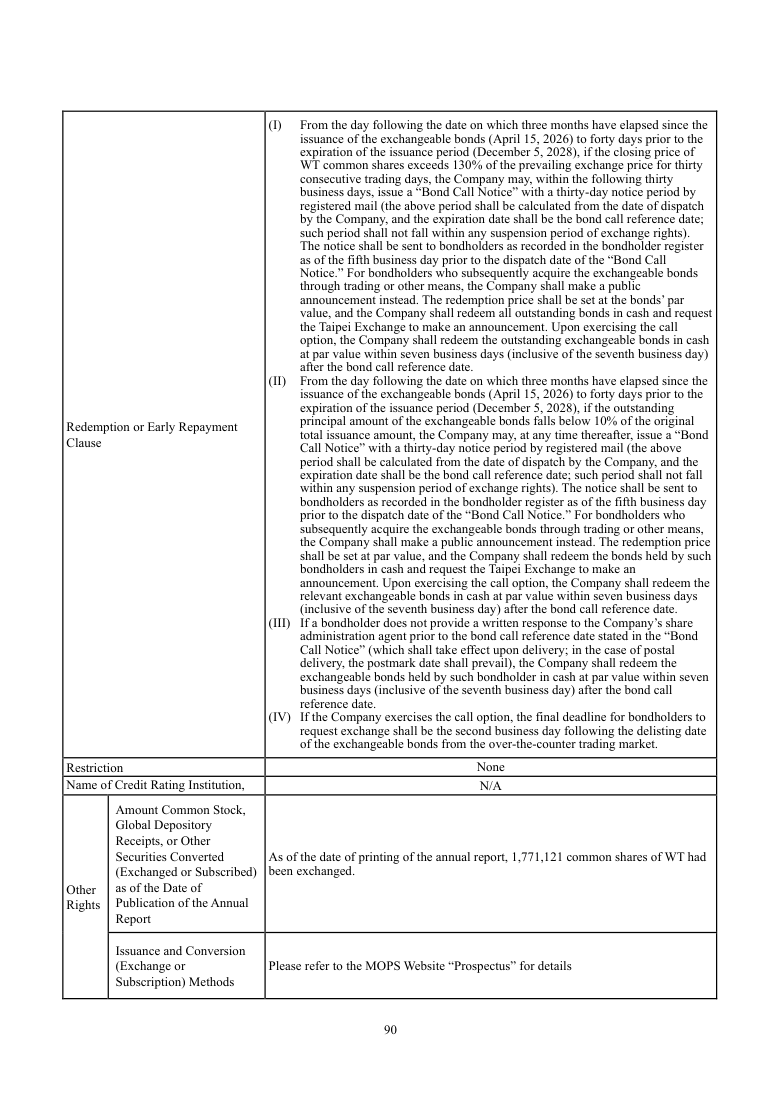 (I) From the day following the date on which three months have elapsed since the
issuance of the exchangeable bonds (April 15, 2026) to forty days prior to the
expiration of the issuance period (December 5, 2028), if the closing price of
WT common shares exceeds 130% of the prevailing exchange price for thirty
consecutive trading days, the Company may, within the following thirty
business days, issue a “Bond Call Notice” with a thirty-day notice period by
registered mail (the above period shall be calculated from the date of dispatch
by the Company, and the expiration date shall be the bond call reference date;
such period shall not fall within any suspension period of exchange rights).
The notice shall be sent to bondholders as recorded in the bondholder register
as of the fifth business day prior to the dispatch date of the “Bond Call
Notice.” For bondholders who subsequently acquire the exchangeable bonds
through trading or other means, the Company shall make a public
announcement instead. The redemption price shall be set at the bonds’ par
value, and the Company shall redeem all outstanding bonds in cash and request
the Taipei Exchange to make an announcement. Upon exercising the call
option, the Company shall redeem the outstanding exchangeable bonds in cash
at par value within seven business days (inclusive of the seventh business day)
after the bond call reference date.
(II) From the day following the date on which three months have elapsed since the
issuance of the exchangeable bonds (April 15, 2026) to forty days prior to the
expiration of the issuance period (December 5, 2028), if the outstanding
principal amount of the exchangeable bonds falls below 10% of the original
total issuance amount, the Company may, at any time thereafter, issue a “Bond
Call Notice” with a thirty-day notice period by registered mail (the above
period shall be calculated from the date of dispatch by the Company, and the
expiration date shall be the bond call reference date; such period shall not fall
within any suspension period of exchange rights). The notice shall be sent to
bondholders as recorded in the bondholder register as of the fifth business day
prior to the dispatch date of the “Bond Call Notice.” For bondholders who
subsequently acquire the exchangeable bonds through trading or other means,
the Company shall make a public announcement instead. The redemption price
shall be set at par value, and the Company shall redeem the bonds held by such
bondholders in cash and request the Taipei Exchange to make an
announcement. Upon exercising the call option, the Company shall redeem the
relevant exchangeable bonds in cash at par value within seven business days
(inclusive of the seventh business day) after the bond call reference date.
(III) If a bondholder does not provide a written response to the Company’s share
administration agent prior to the bond call reference date stated in the “Bond
Call Notice” (which shall take effect upon delivery; in the case of postal
delivery, the postmark date shall prevail), the Company shall redeem the
exchangeable bonds held by such bondholder in cash at par value within seven
business days (inclusive of the seventh business day) after the bond call
reference date.
(IV) If the Company exercises the call option, the final deadline for bondholders to
request exchange shall be the second business day following the delisting date
of the exchangeable bonds from the over-the-counter trading market.
Redemption or Early Repayment
Clause
Restriction None
Name of Credit Rating Institution, N/A
Other
Rights
Amount Common Stock,
Global Depository
Receipts, or Other
Securities Converted
(Exchanged or Subscribed)
as of the Date of
Publication of the Annual
Report
As of the date of printing of the annual report, 1,771,121 common shares of WT had
been exchanged.
Issuance and Conversion
(Exchange or
Subscription) Methods
Please refer to the MOPS Website “Prospectus” for details
90